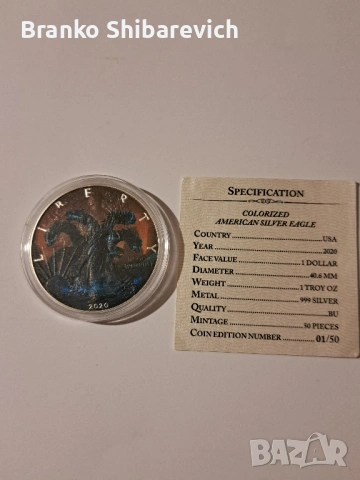 Branko Shibarevich
LIBERTY
2020
SPECIFICATION
COLORIZED
AMERICAN SILVER EAGLE
COUNTRY USA
YEAR 2020
FACE VALUE 1 DOLLAR
DIAMETER 40.6 MM
WEIGHT 1 TROY OZ
METAL 999 SILVER
QUALITY BU
MINTAGE 50 PIECES
COIN EDITION NUMBER 01/50
BAZAR